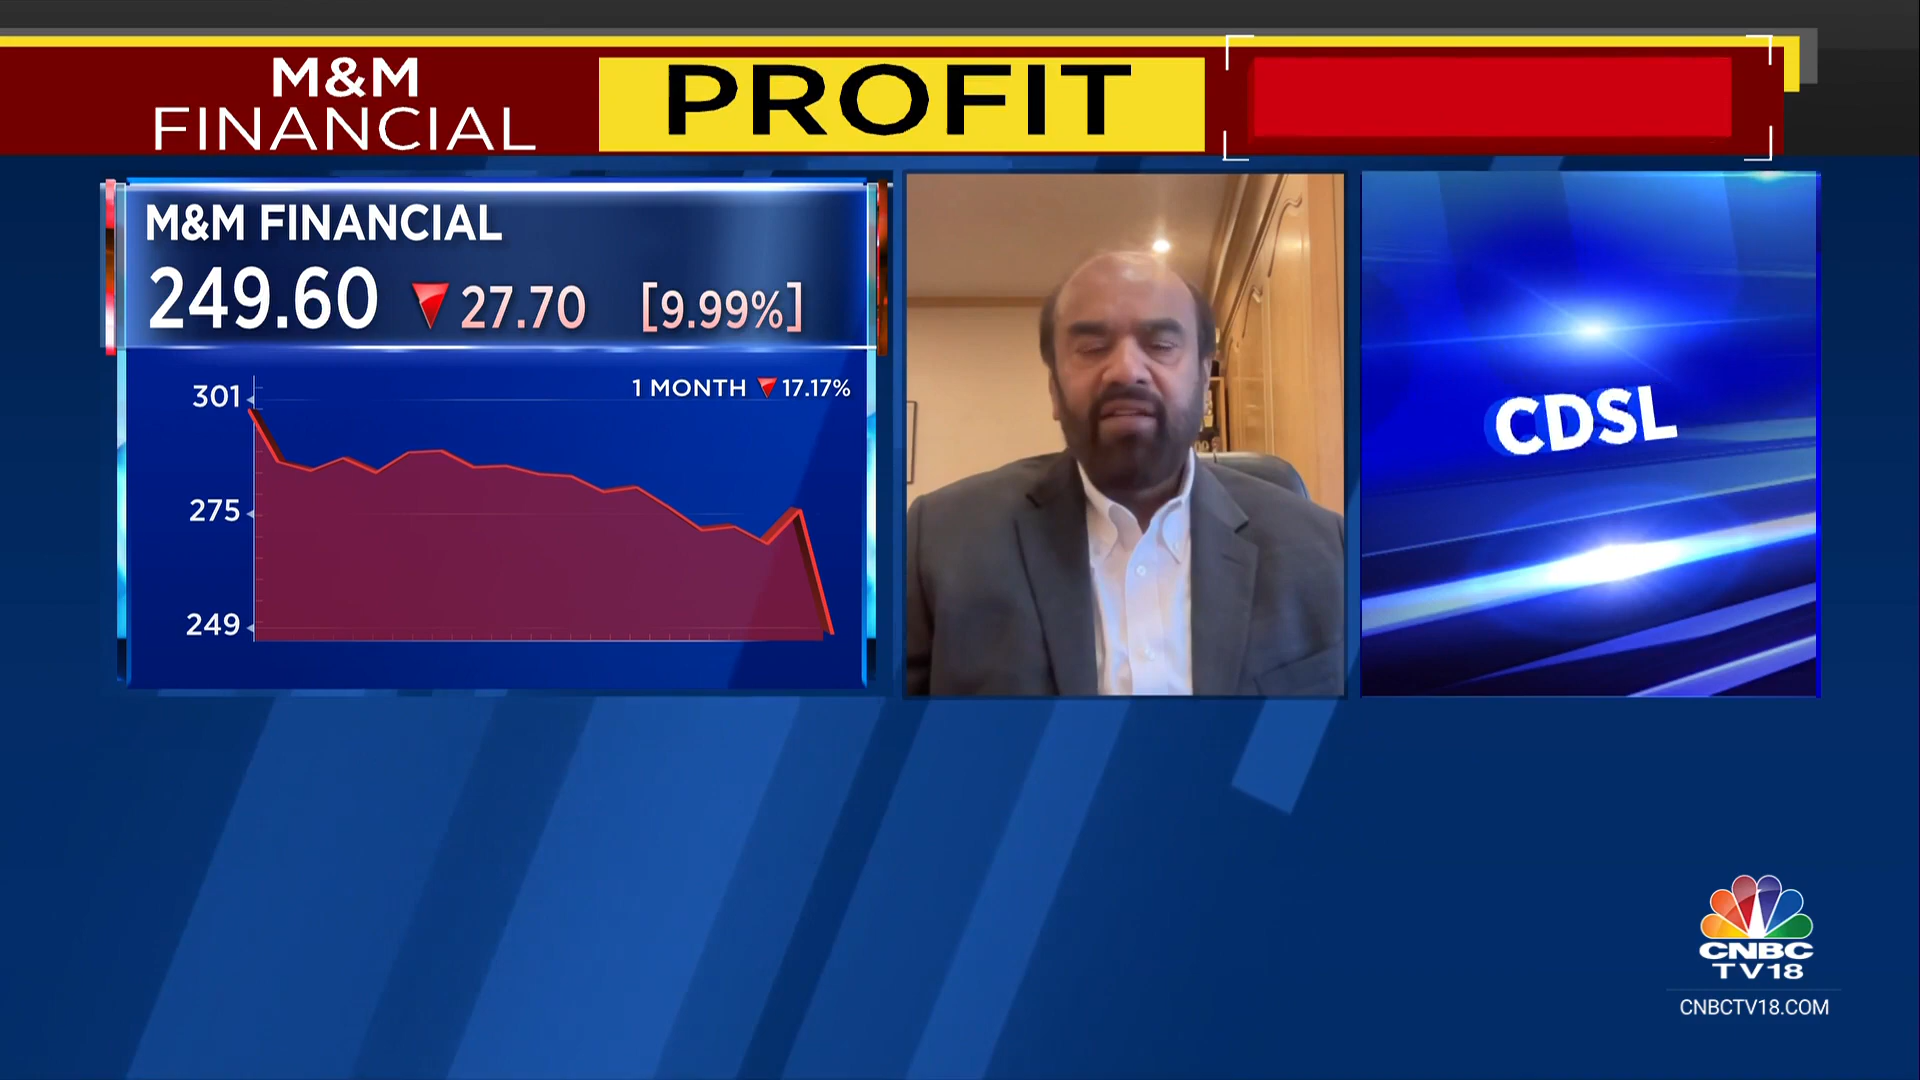 M&M
FINANCIAL
PROFIT
M&M FINANCIAL
249.60 ▼ 27.70 [9.99%]
1 MONTH ▼ 17.17%
301
275
249
CDSL
CNBC
TV18
CNBCTV18.COM